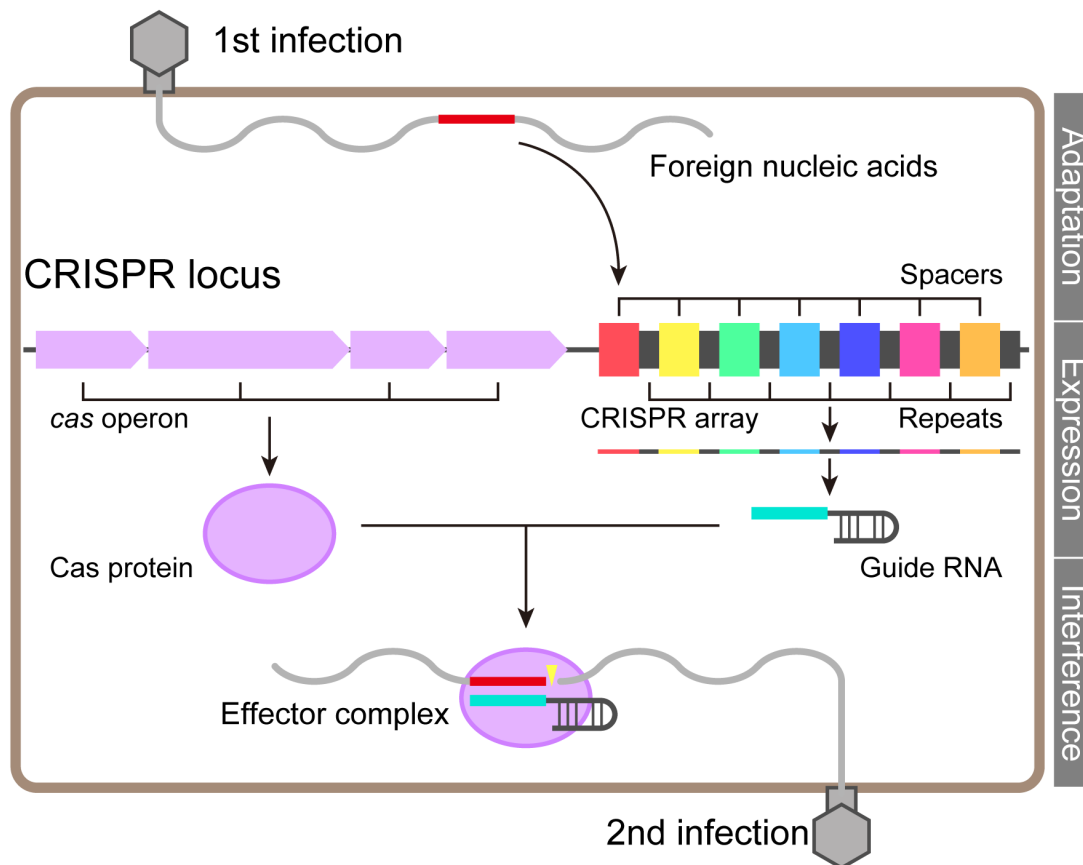 1st infection
Foreign nucleic acids
Adaptation
CRISPR locus
Spacers
cas operon
CRISPR array
Repeats
Expression
Cas protein
Guide RNA
Effector complex
Interference
2nd infection